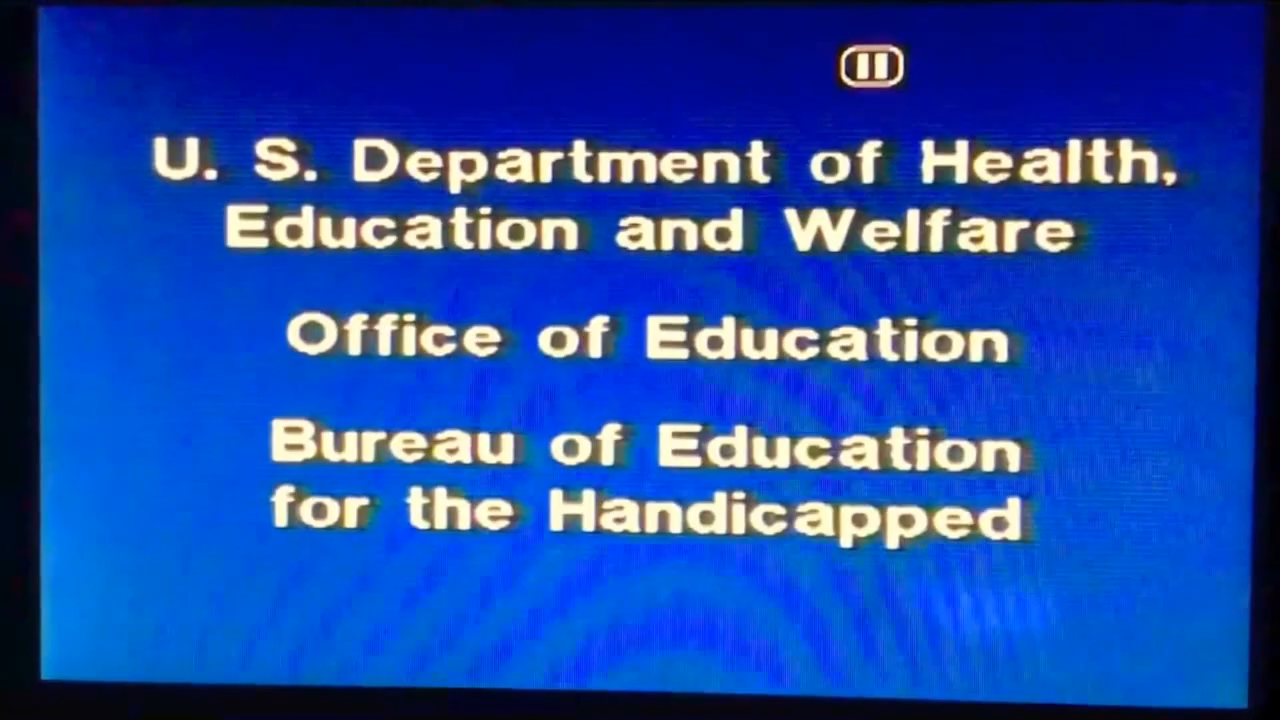 U. S. Department of Health,
Education and Welfare
Office of Education
Bureau of Education
for the Handicapped